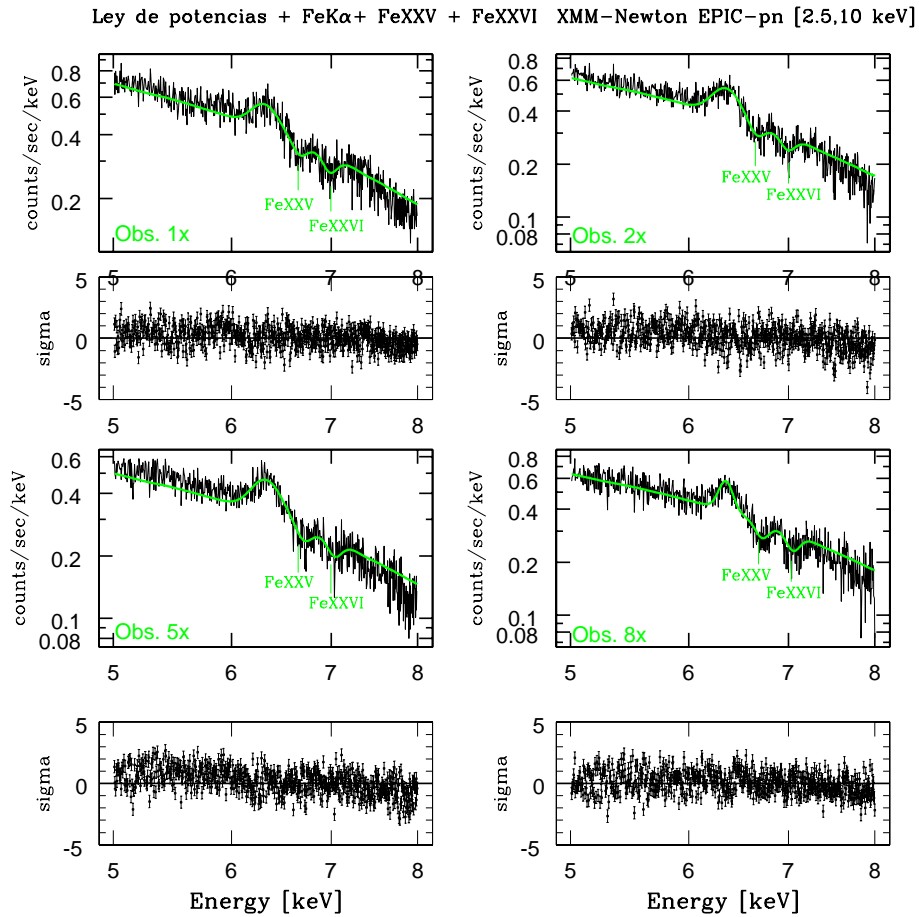 Ley de potencias + FeKα+ FeXXV + FeXXVI XMM−Newton EPIC−pn [2.5,10 keV]
counts/sec/keV
0.8
0.6
0.4
0.2
FeXXV
FeXXVI
Obs. 1x
5 6 7 8
counts/sec/keV
0.8
0.6
0.4
0.2
0.1
0.08
FeXXV
FeXXVI
Obs. 2x
5 6 7 8
sigma
5
0
-5
5 6 7 8
sigma
5
0
-5
5 6 7 8
counts/sec/keV
0.6
0.4
0.2
0.1
0.08
FeXXV
FeXXVI
Obs. 5x
5 6 7 8
counts/sec/keV
0.8
0.6
0.4
0.2
0.1
0.08
FeXXV
FeXXVI
Obs. 8x
5 6 7 8
sigma
5
0
-5
5 6 7 8
Energy [keV]
sigma
5
0
-5
5 6 7 8
Energy [keV]